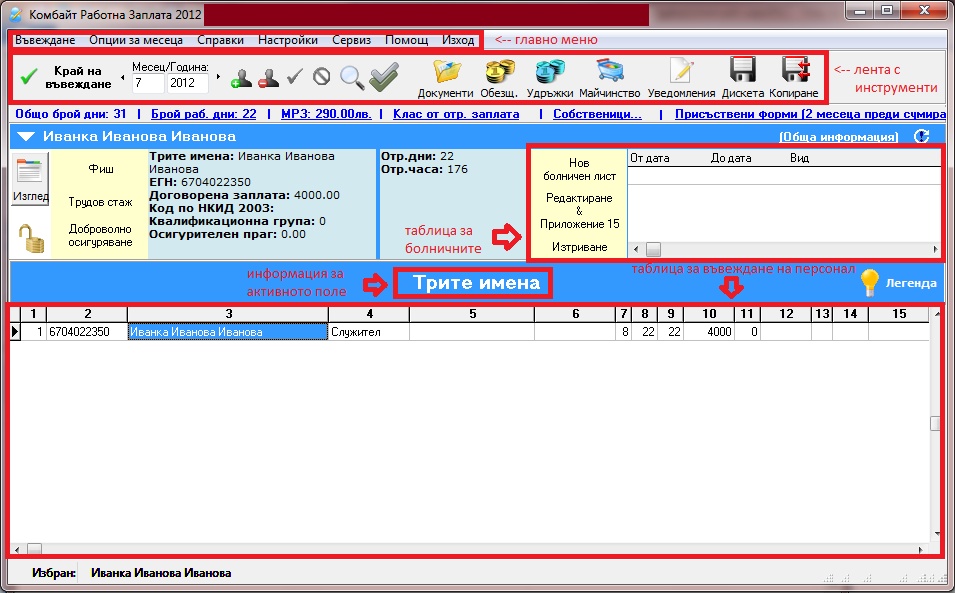 Комбайт Работна Заплата 2012
Въвеждане Опции за месеца Справки Настройки Сервиз Помощ Изход <-- главно меню
Край на въвеждане
Месец/Година:
7 2012
Документи Обезщ. Удръжки Майчинство Уведомления Дискета Копиране
<-- лента с
инструменти
Общо брой дни: 31 | Брой раб. дни: 22 | МРЗ: 290.00лв. | Клас от отр. заплата | Собственици... | Присъствени форми (2 месеца преди сумира
Иванка Иванова Иванова
(Обща информация)
Изглед
Фиш
Трудов стаж
Доброволно
осигуряване
Трите имена: Иванка Иванова
Иванова
ЕГН: 6704022350
Договорена заплата: 4000.00
Код по НКИД 2003:
Квалификационна група: 0
Осигурителен праг: 0.00
Отр.дни: 22
Отр.часа: 176
таблица за
болничните
Нов
болничен лист
Редактиране
&
Приложение 15
Изтриване
От дата До дата Вид
информация за
активното поле
Трите имена
таблица за въвеждане на персонал
Легенда
1 2 3 4 5 6 7 8 9 10 11 12 13 14 15
1 6704022350 Иванка Иванова Иванова Служител 8 22 22 4000 0
Избран: Иванка Иванова Иванова